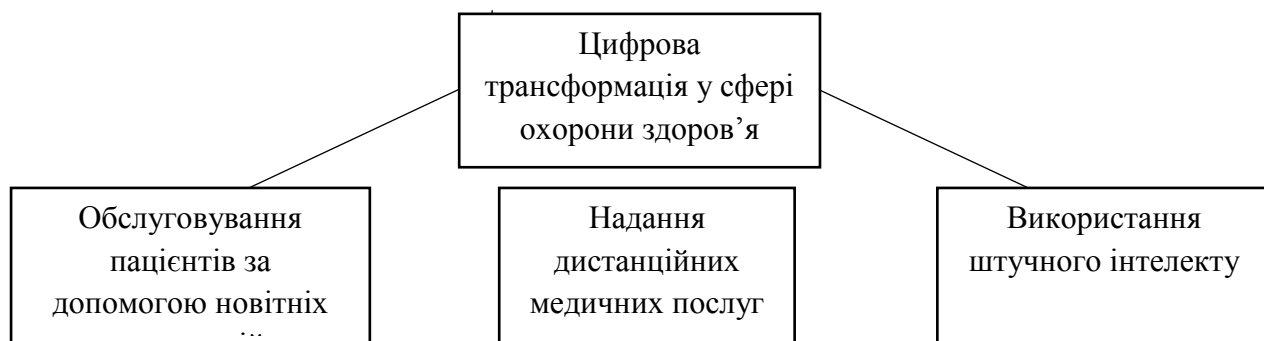 Цифрова
трансформація у сфері
охорони здоров’я
Обслуговування
пацієнтів за
допомогою новітніх
Надання
дистанційних
медичних послуг
Використання
штучного інтелекту